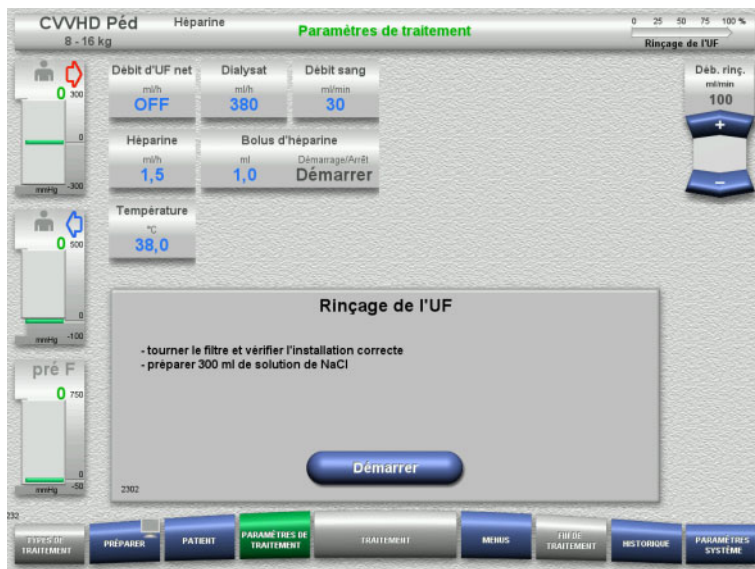 CVVHD Péd
Héparine
8 - 16 kg
Paramètres de traitement
0 25 50 75 100 %
Rinçage de l'UF
0
300
0
-300
mmHg
Débit d'UF net
ml/h
OFF
Dialysat
ml/h
380
Débit sang
ml/min
30
Déb. rinç.
ml/min
100
+
–
Héparine
ml/h
1,5
Bolus d'héparine
ml
1,0
Démarrage/Arrêt
Démarrer
Température
°C
38,0
0
500
0
-100
mmHg
pré F
0
750
0
-50
mmHg
Rinçage de l'UF
- tourner le filtre et vérifier l'installation correcte
- préparer 300 ml de solution de NaCl
Démarrer
2302
232
TYPES DE
TRAITEMENT
PRÉPARER
PATIENT
PARAMÈTRES DE
TRAITEMENT
TRAITEMENT
MENUS
FIN DE
TRAITEMENT
HISTORIQUE
PARAMÈTRES
SYSTÈME